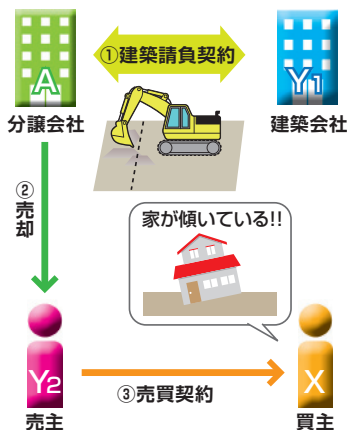 A
①建築請負契約
Y1
分譲会社
建築会社
②売却
家が傾いている!!
Y2
③売買契約
X
売主
買主